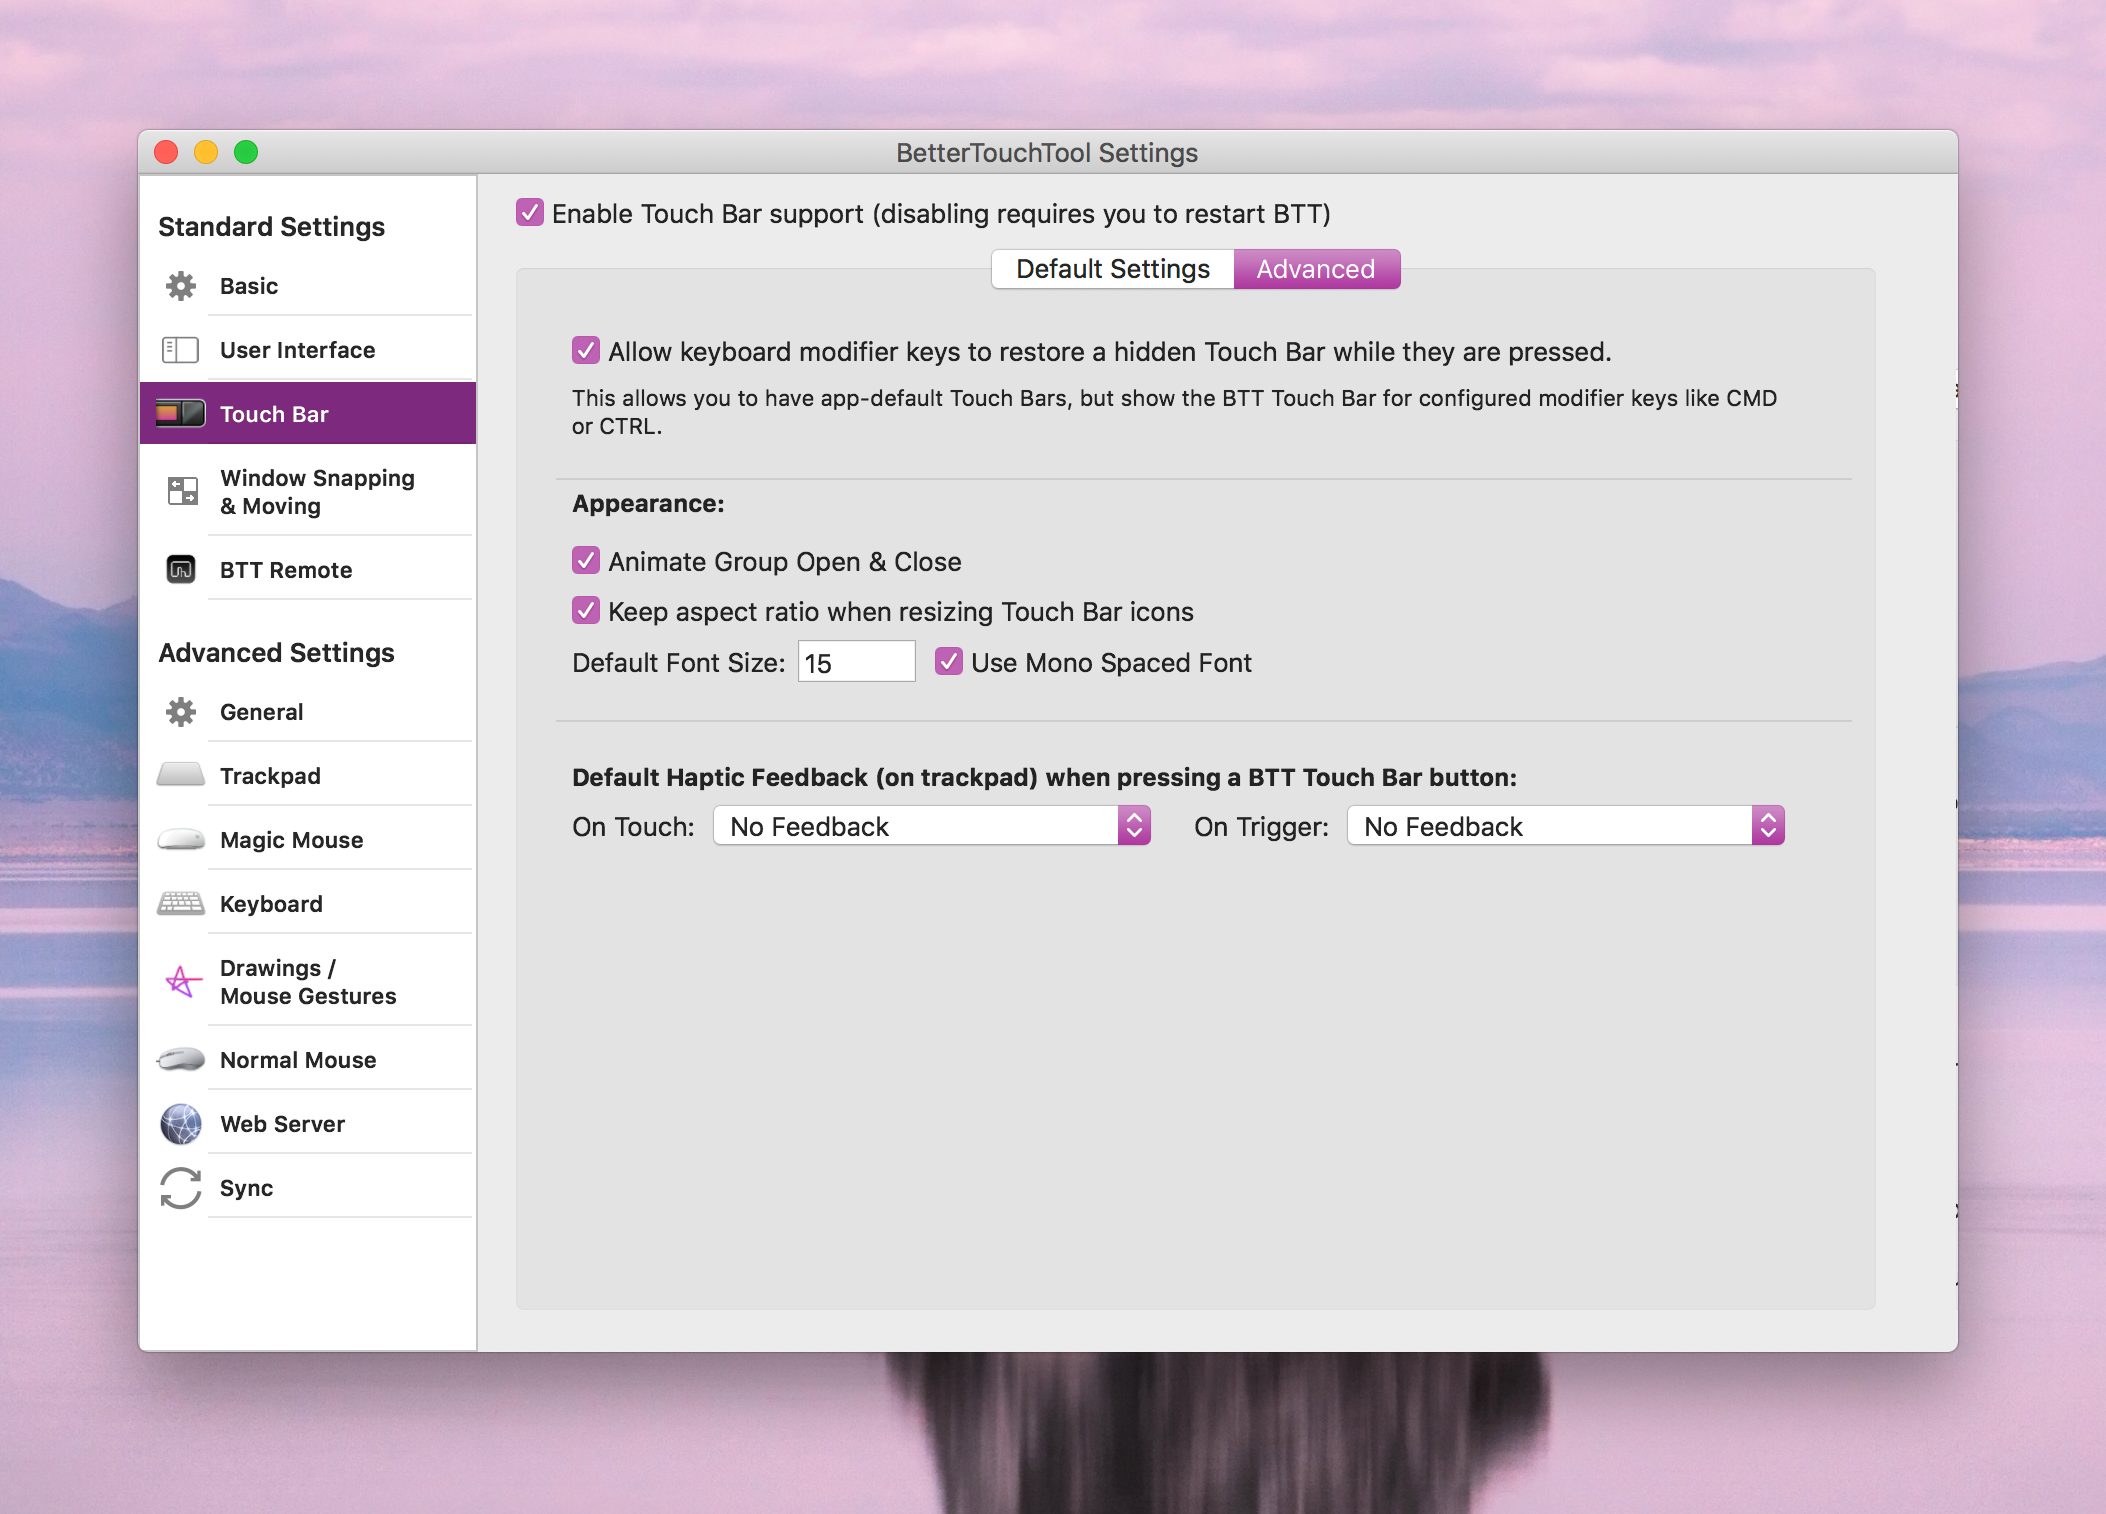 BetterTouchTool Settings
Standard Settings
Basic
User Interface
Touch Bar
Window Snapping
& Moving
BTT Remote
Advanced Settings
General
Trackpad
Magic Mouse
Keyboard
Drawings /
Mouse Gestures
Normal Mouse
Web Server
Sync
Enable Touch Bar support (disabling requires you to restart BTT)
Default Settings Advanced
Allow keyboard modifier keys to restore a hidden Touch Bar while they are pressed.
This allows you to have app-default Touch Bars, but show the BTT Touch Bar for configured modifier keys like CMD
or CTRL.
Appearance:
Animate Group Open & Close
Keep aspect ratio when resizing Touch Bar icons
Default Font Size: 15 Use Mono Spaced Font
Default Haptic Feedback (on trackpad) when pressing a BTT Touch Bar button:
On Touch: No Feedback On Trigger: No Feedback